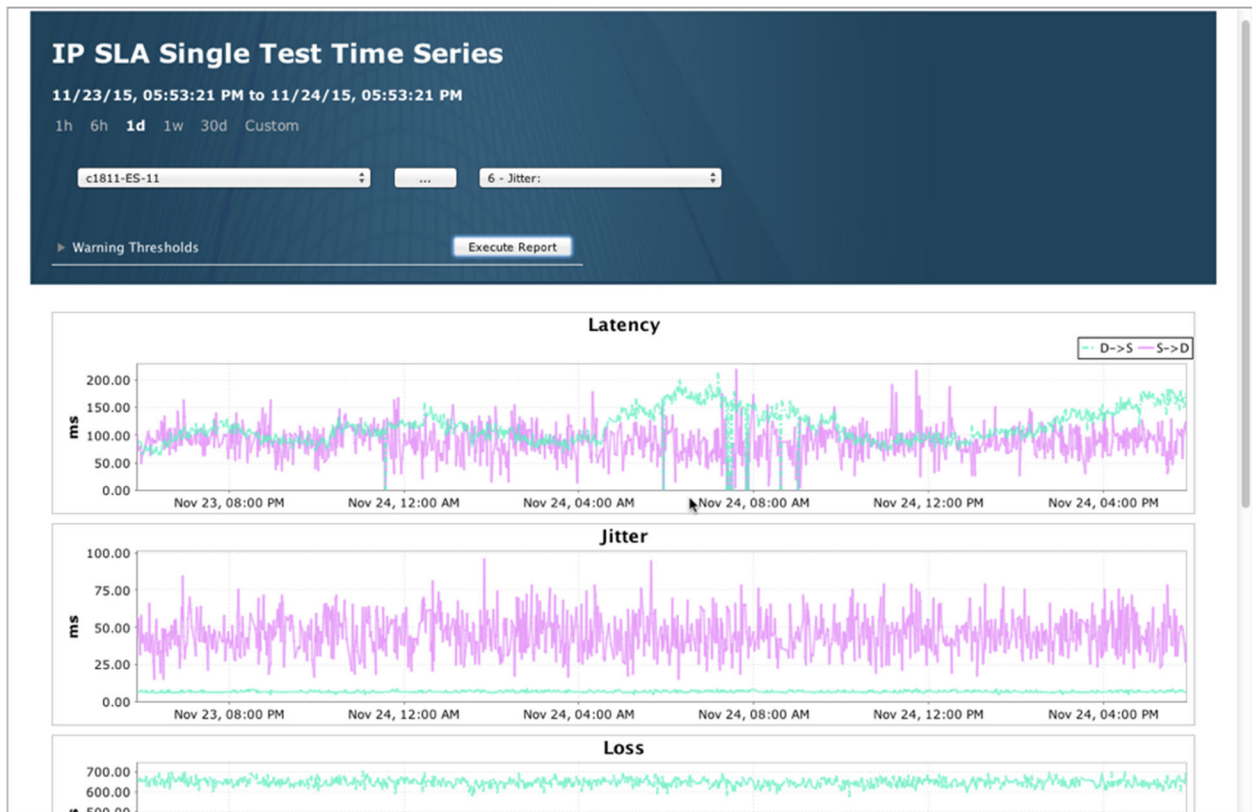 IP SLA Single Test Time Series
11/23/15, 05:53:21 PM to 11/24/15, 05:53:21 PM
1h 6h 1d 1w 30d Custom
c1811-ES-11 ... 6 - Jitter:
Warning Thresholds Execute Report
Latency
D->S S->D
200.00
150.00
100.00
50.00
0.00
ms
Nov 23, 08:00 PM Nov 24, 12:00 AM Nov 24, 04:00 AM Nov 24, 08:00 AM Nov 24, 12:00 PM Nov 24, 04:00 PM
Jitter
100.00
75.00
50.00
25.00
0.00
ms
Nov 23, 08:00 PM Nov 24, 12:00 AM Nov 24, 04:00 AM Nov 24, 08:00 AM Nov 24, 12:00 PM Nov 24, 04:00 PM
Loss
700.00
600.00
500.00